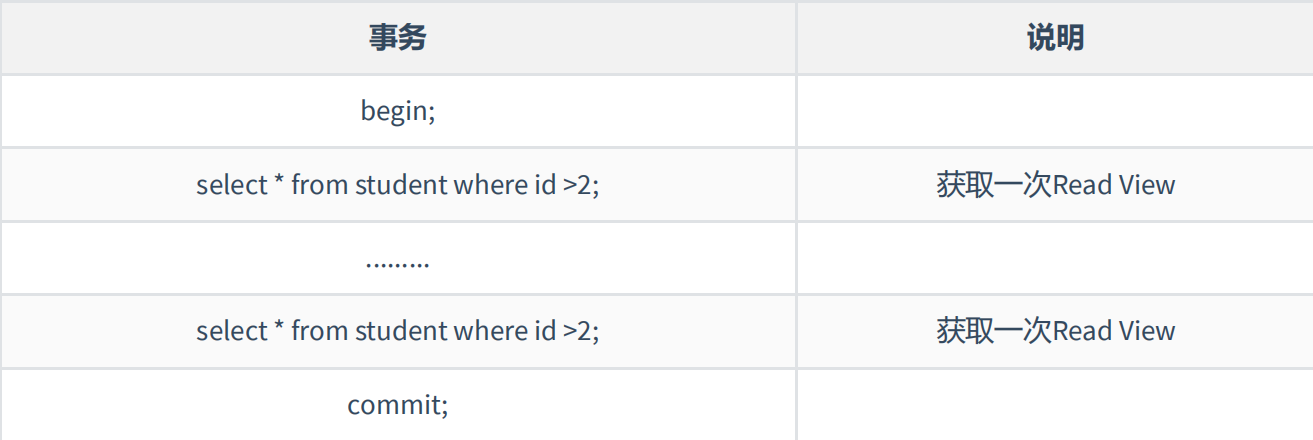 事务 说明
begin;
select * from student where id >2; 获取一次Read View
.........
select * from student where id >2; 获取一次Read View
commit;